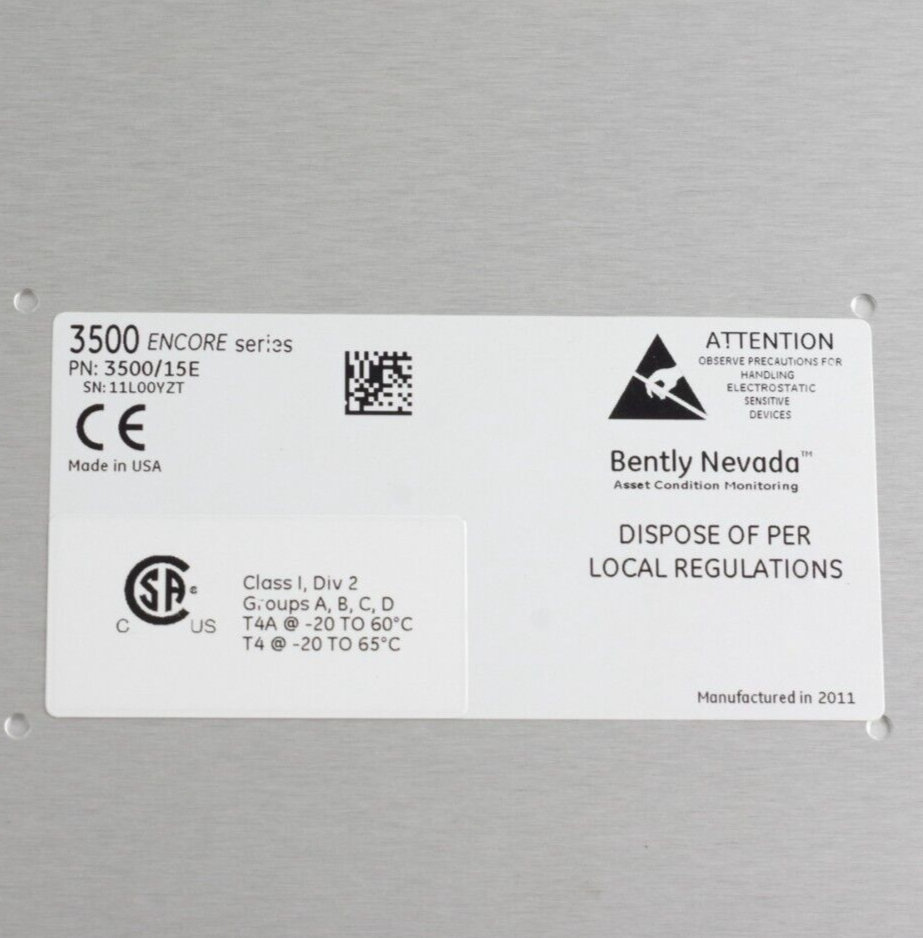 3500 ENCORE series
PN: 3500/15E
SN: 11L00YZT
CE
Made in USA
ATTENTION
OBSERVE PRECAUTIONS FOR
HANDLING
ELECTROSTATIC
SENSITIVE
DEVICES
Bently Nevada™
Asset Condition Monitoring
DISPOSE OF PER
LOCAL REGULATIONS
CSA
C US
Class I, Div 2
Groups A, B, C, D
T4A @ -20 TO 60°C
T4 @ -20 TO 65°C
Manufactured in 2011